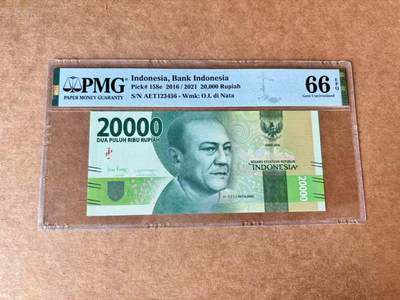 PMG
PAPER MONEY GUARANTY
Indonesia, Bank Indonesia
Pick# 158e 2016 / 2021 20,000 Rupiah
S/N AET123456 - Wmk: O.I. di Nata
66 EPQ
Gem Uncirculated
20000
DUA PULUH RIBU RUPIAH
NEGARA KESATUAN REPUBLIK
INDONESIA
20000